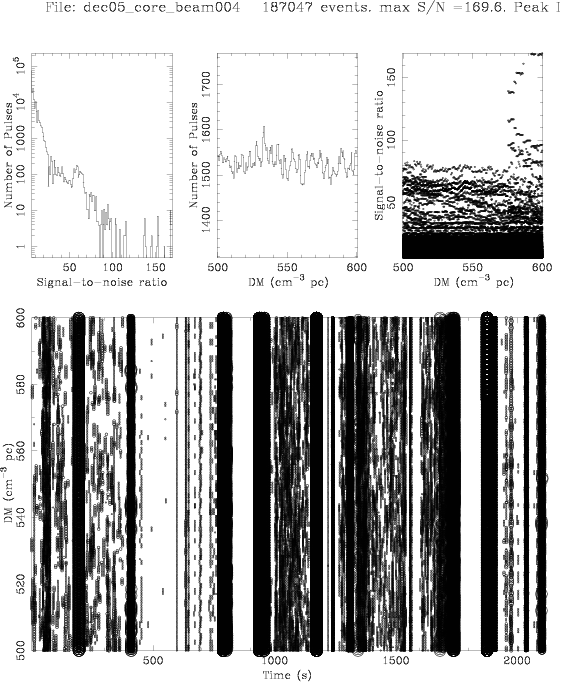 File: dec05_core_beam004 187047 events. max S/N =169.6. Peak I
Number of Pulses
10⁵
10⁴
1000
100
10
1
50 100 150
Signal-to-noise ratio
Number of Pulses
1700
1600
1500
1400
500 550 600
DM (cm⁻³ pc)
Signal-to-noise ratio
150
100
50
500 550 600
DM (cm⁻³ pc)
DM (cm⁻³ pc)
600
580
560
540
520
500
500 1000 1500 2000
Time (s)